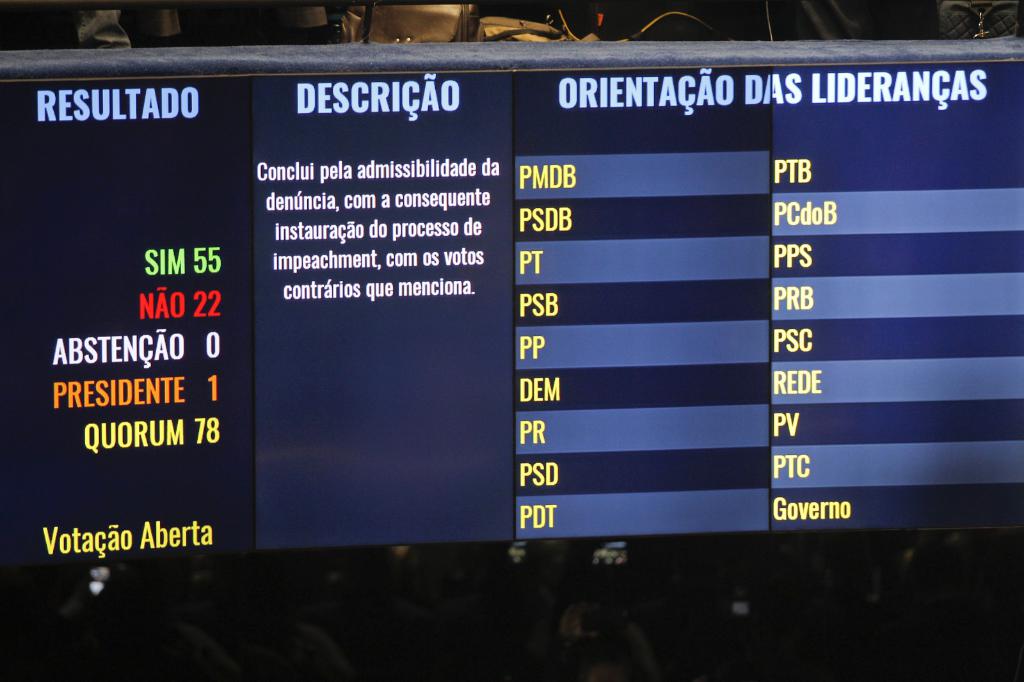 RESULTADO
SIM 55
NÃO 22
ABSTENÇÃO 0
PRESIDENTE 1
QUORUM 78
Votação Aberta
DESCRIÇÃO
Conclui pela admissibilidade da
denúncia, com a consequente
instauração do processo de
impeachment, com os votos
contrários que menciona.
ORIENTAÇÃO DAS LIDERANÇAS
PMDB
PSDB
PT
PSB
PP
DEM
PR
PSD
PDT
PTB
PCdoB
PPS
PRB
PSC
REDE
PV
PTC
Governo